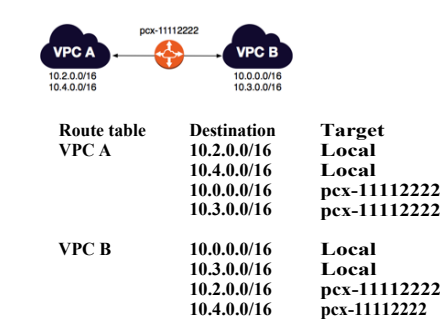 pcx-11112222
VPC A
VPC B
10.2.0.0/16
10.4.0.0/16
10.0.0.0/16
10.3.0.0/16
Route table Destination Target
VPC A 10.2.0.0/16 Local
10.4.0.0/16 Local
10.0.0.0/16 pcx-11112222
10.3.0.0/16 pcx-11112222
VPC B 10.0.0.0/16 Local
10.3.0.0/16 Local
10.2.0.0/16 pcx-11112222
10.4.0.0/16 pcx-11112222